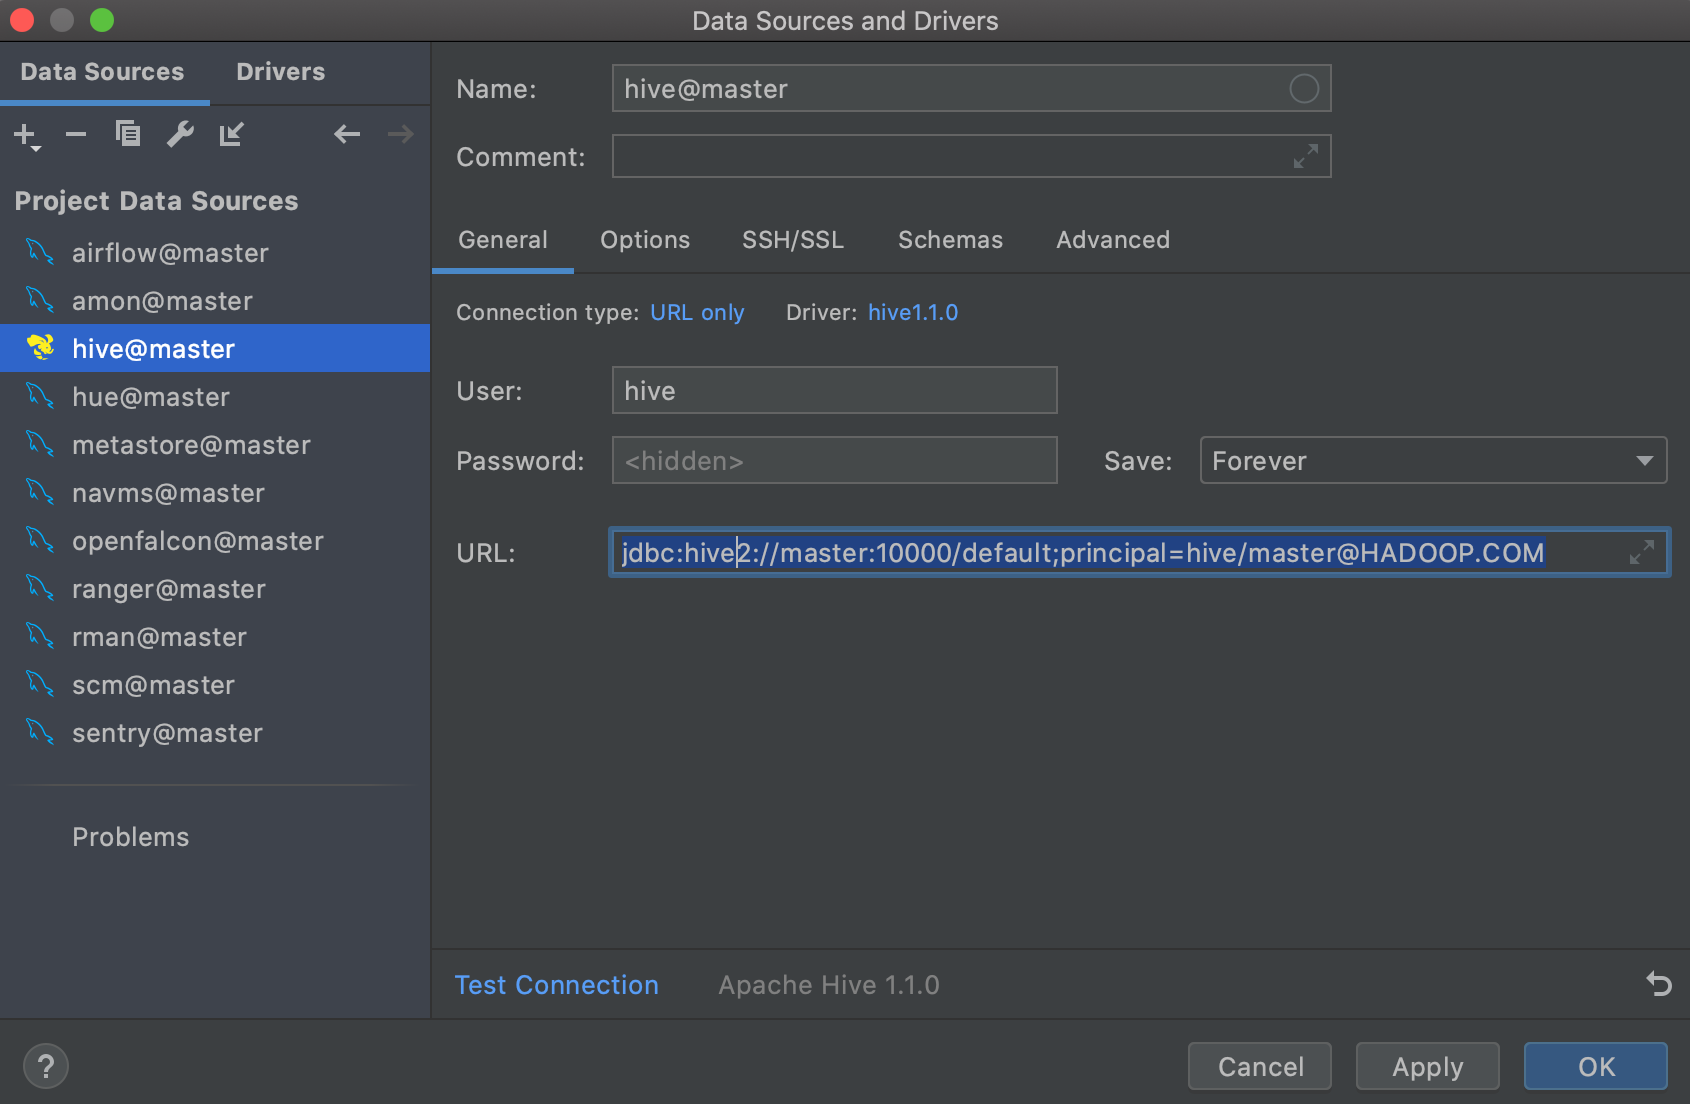 Data Sources and Drivers
Data Sources Drivers
Project Data Sources
airflow@master
amon@master
hive@master
hue@master
metastore@master
navms@master
openfalcon@master
ranger@master
rman@master
scm@master
sentry@master
Problems
Name: hive@master
Comment:
General Options SSH/SSL Schemas Advanced
Connection type: URL only Driver: hive1.1.0
User: hive
Password: <hidden> Save: Forever
URL: jdbc:hive2://master:10000/default;principal=hive/master@HADOOP.COM
Test Connection Apache Hive 1.1.0
? Cancel Apply OK